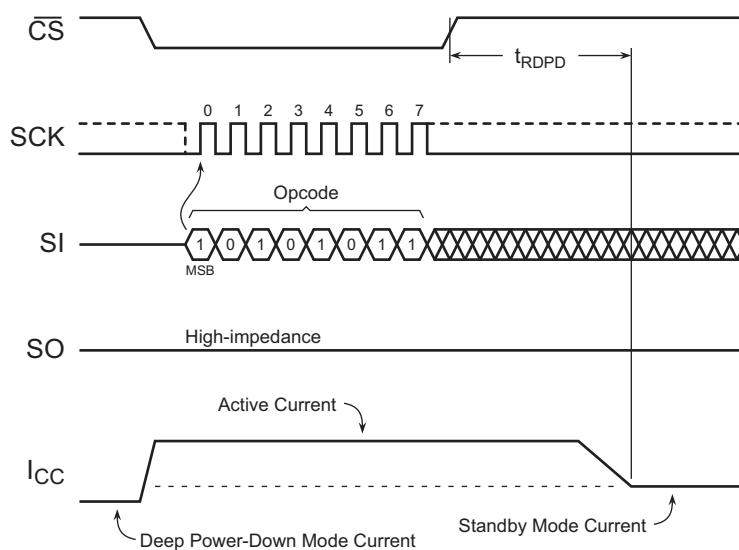 CS
tRDPD
0 1 2 3 4 5 6 7
SCK
Opcode
SI
1 0 1 0 1 0 1 1
MSB
High-impedance
SO
Active Current
ICC
Standby Mode Current
Deep Power-Down Mode Current